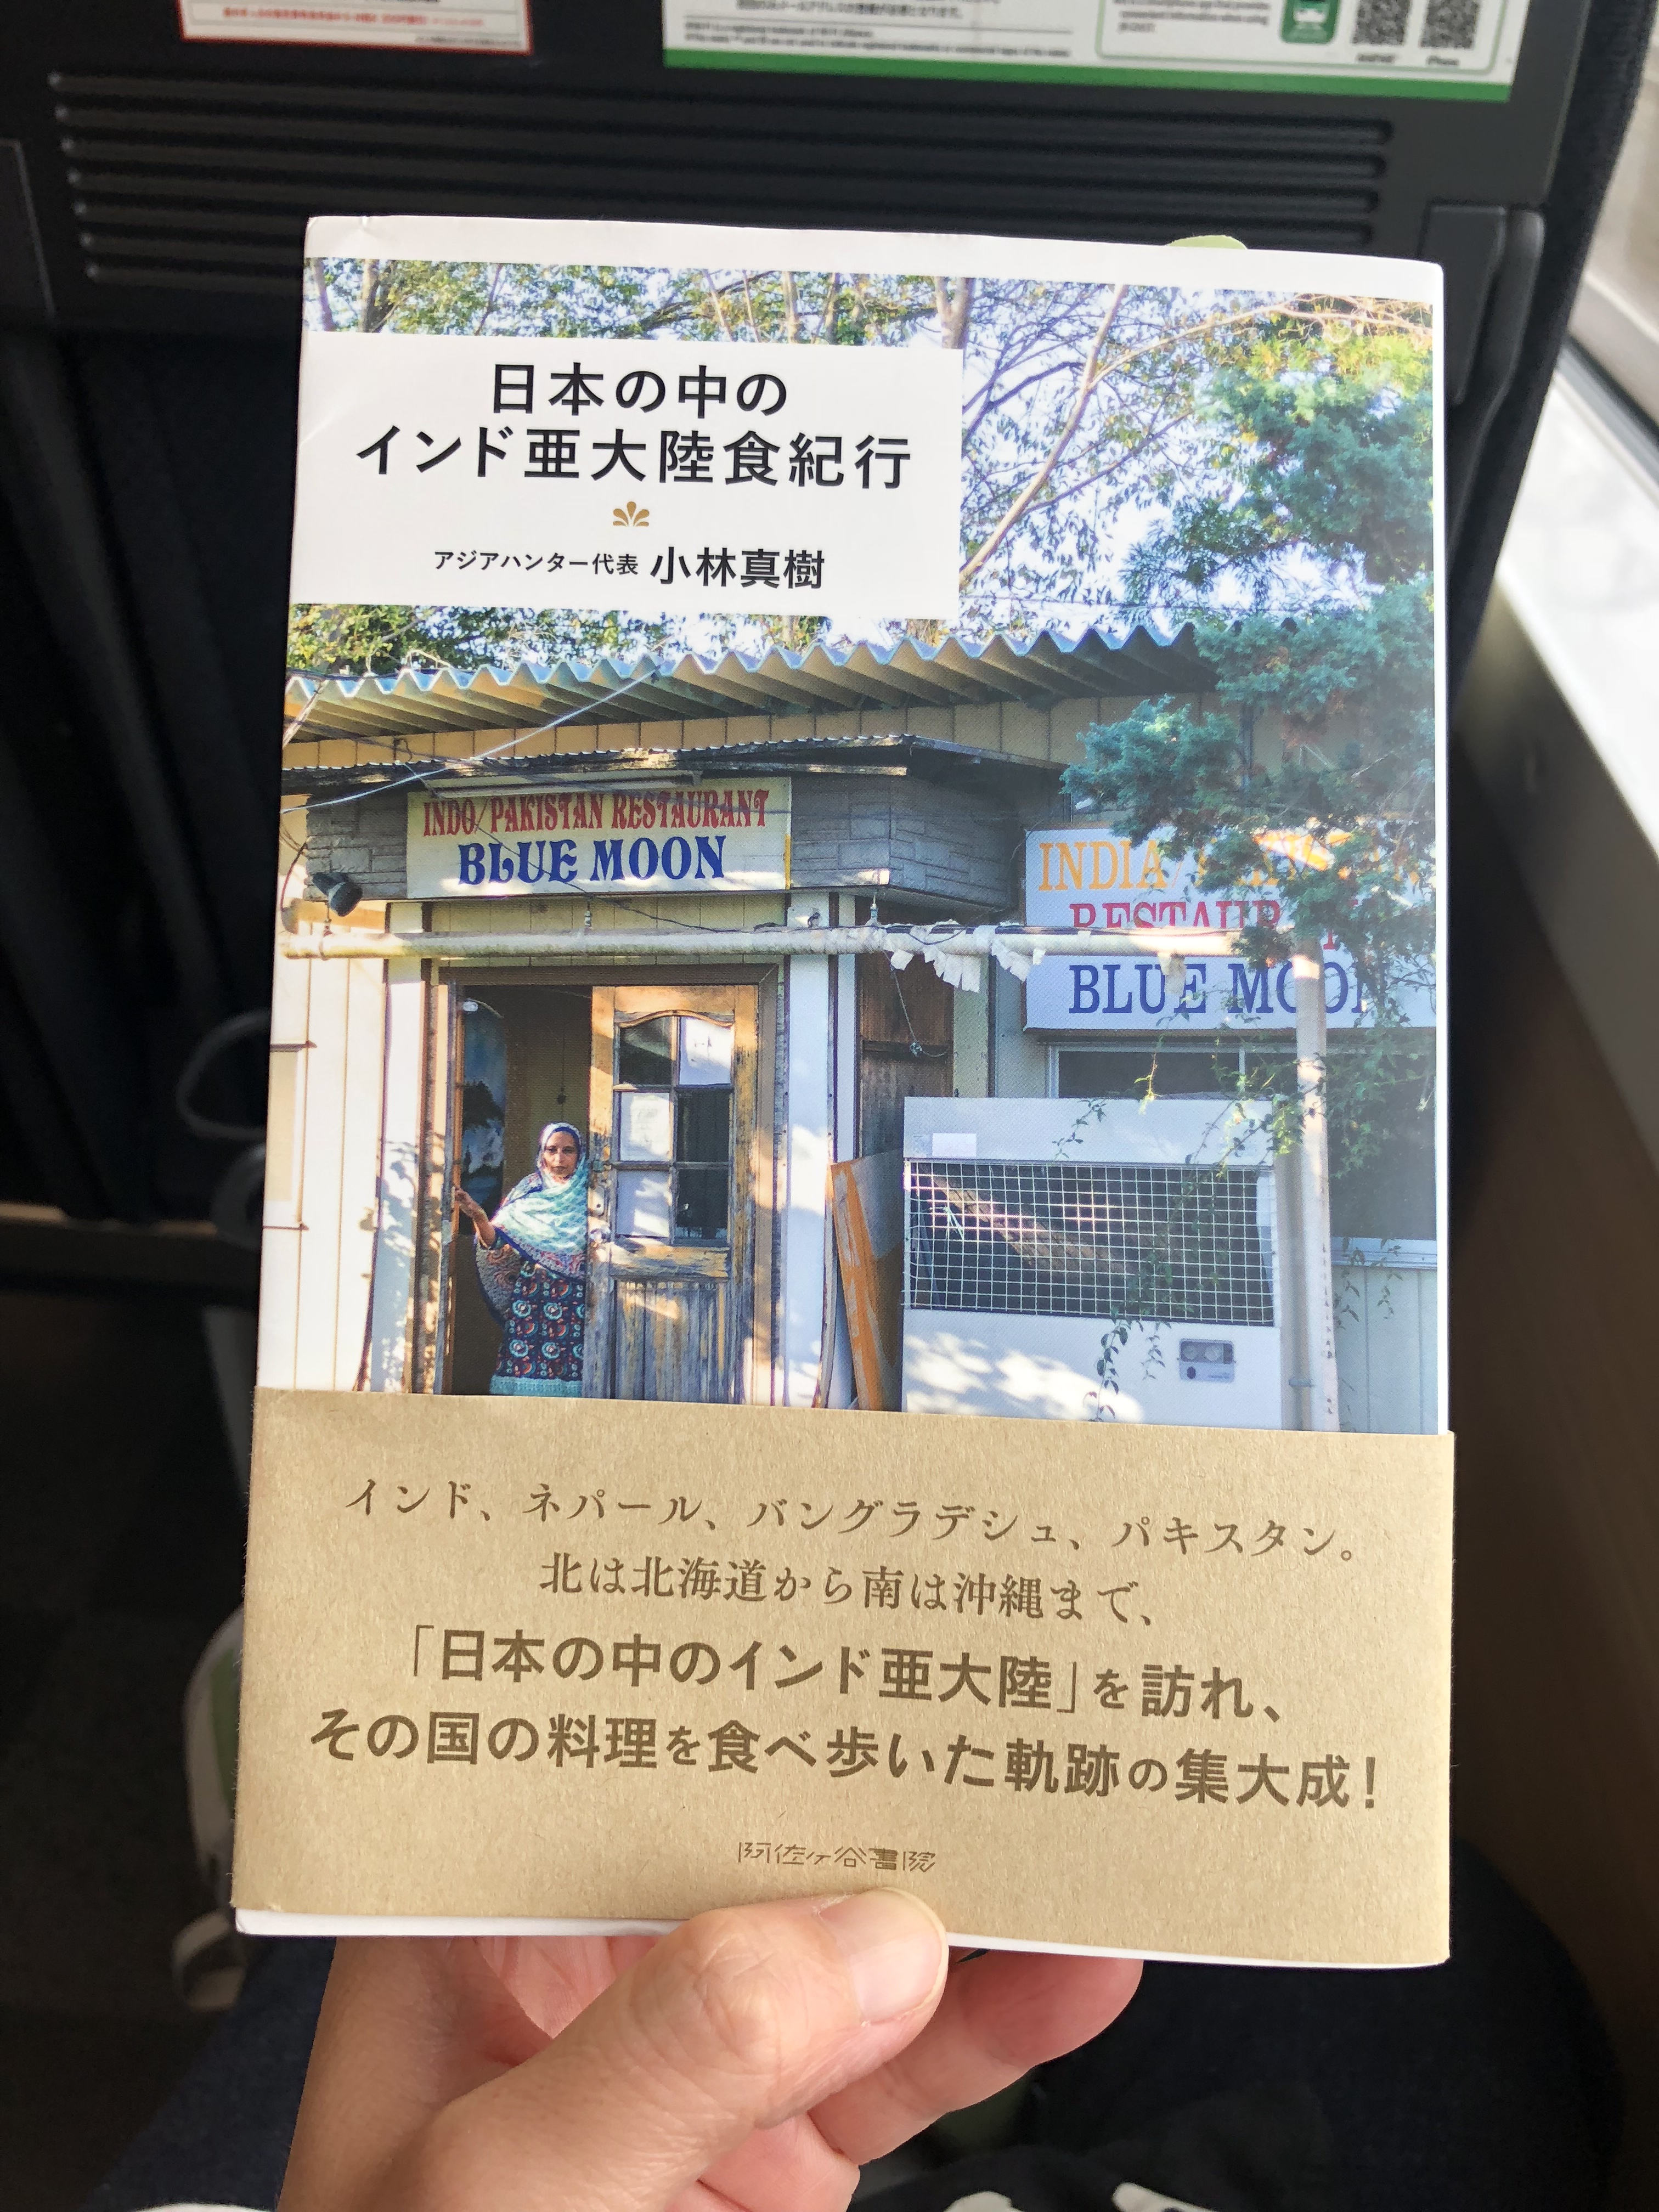 日本の中の
インド亜大陸食紀行
アジアハンター代表 小林真樹
INDO/PAKISTAN RESTAURANT
BLUE MOON
INDIA/
BLUE MOON
インド、ネパール、バングラデシュ、パキスタン。
北は北海道から南は沖縄まで、
「日本の中のインド亜大陸」を訪れ、
その国の料理を食べ歩いた軌跡の集大成！
阿佐ヶ谷書院